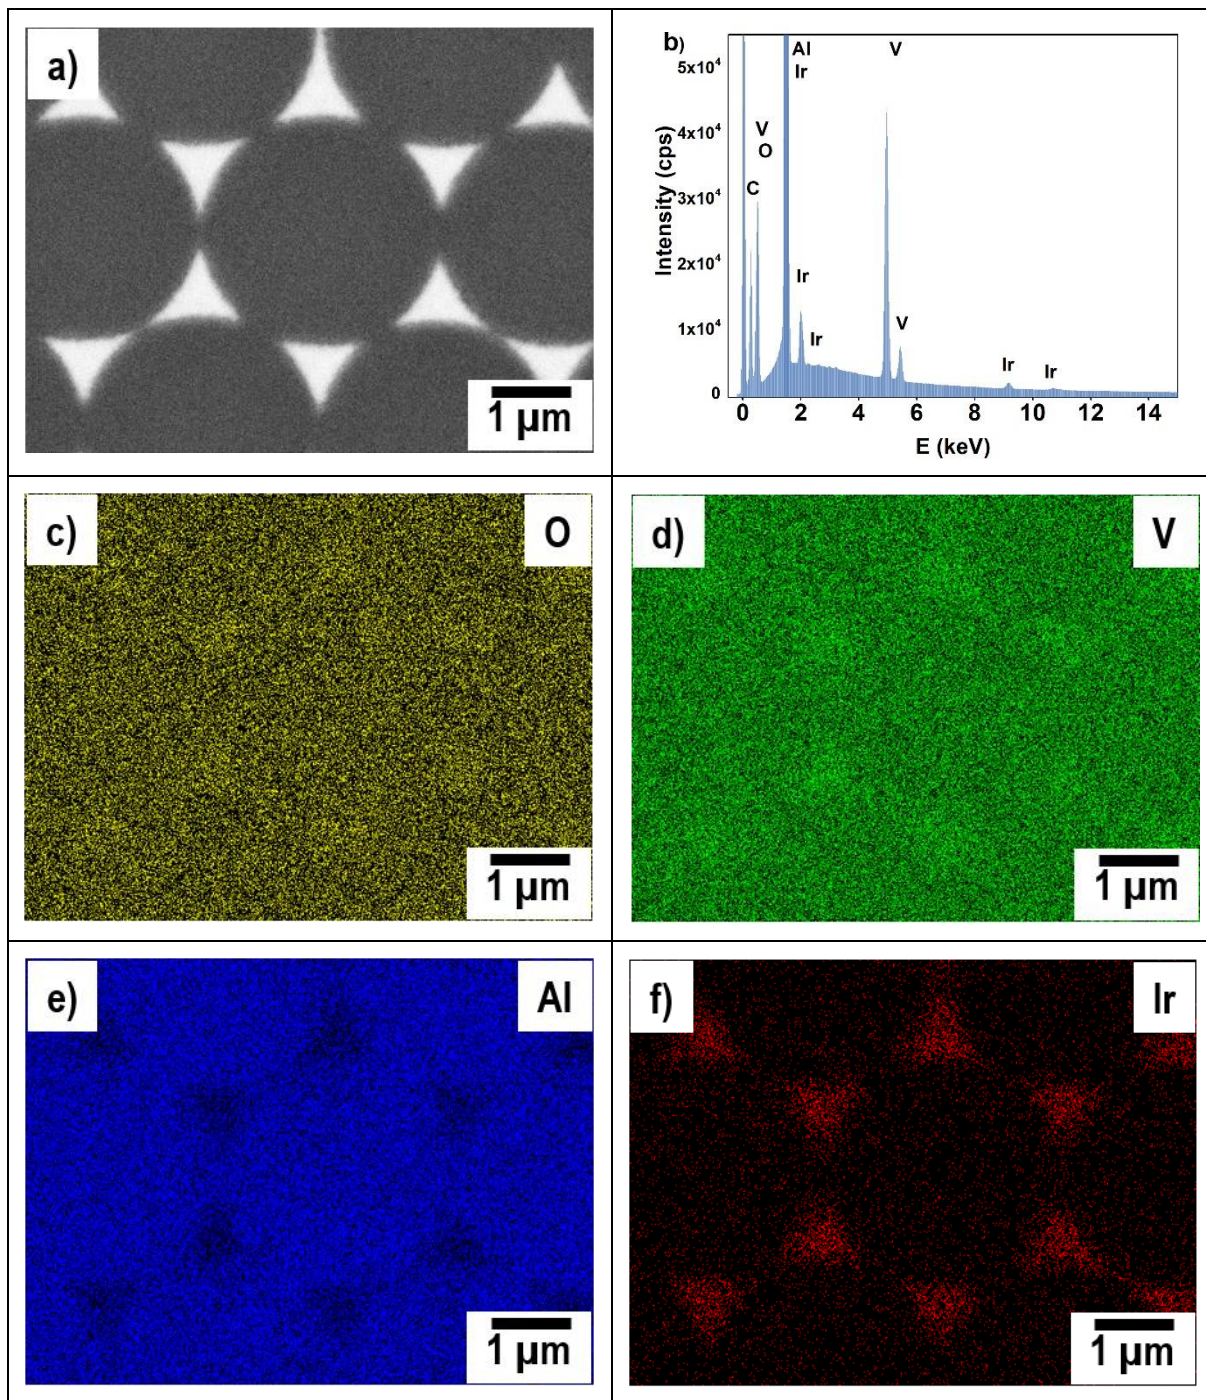 a)
1 µm
b)
Al
Ir
V
V
O
C
Ir
Ir
V
Ir
Ir
5x10⁴
4x10⁴
3x10⁴
2x10⁴
1x10⁴
0
Intensity (cps)
0 2 4 6 8 10 12 14
E (keV)
c)
O
1 µm
d)
V
1 µm
e)
Al
1 µm
f)
Ir
1 µm